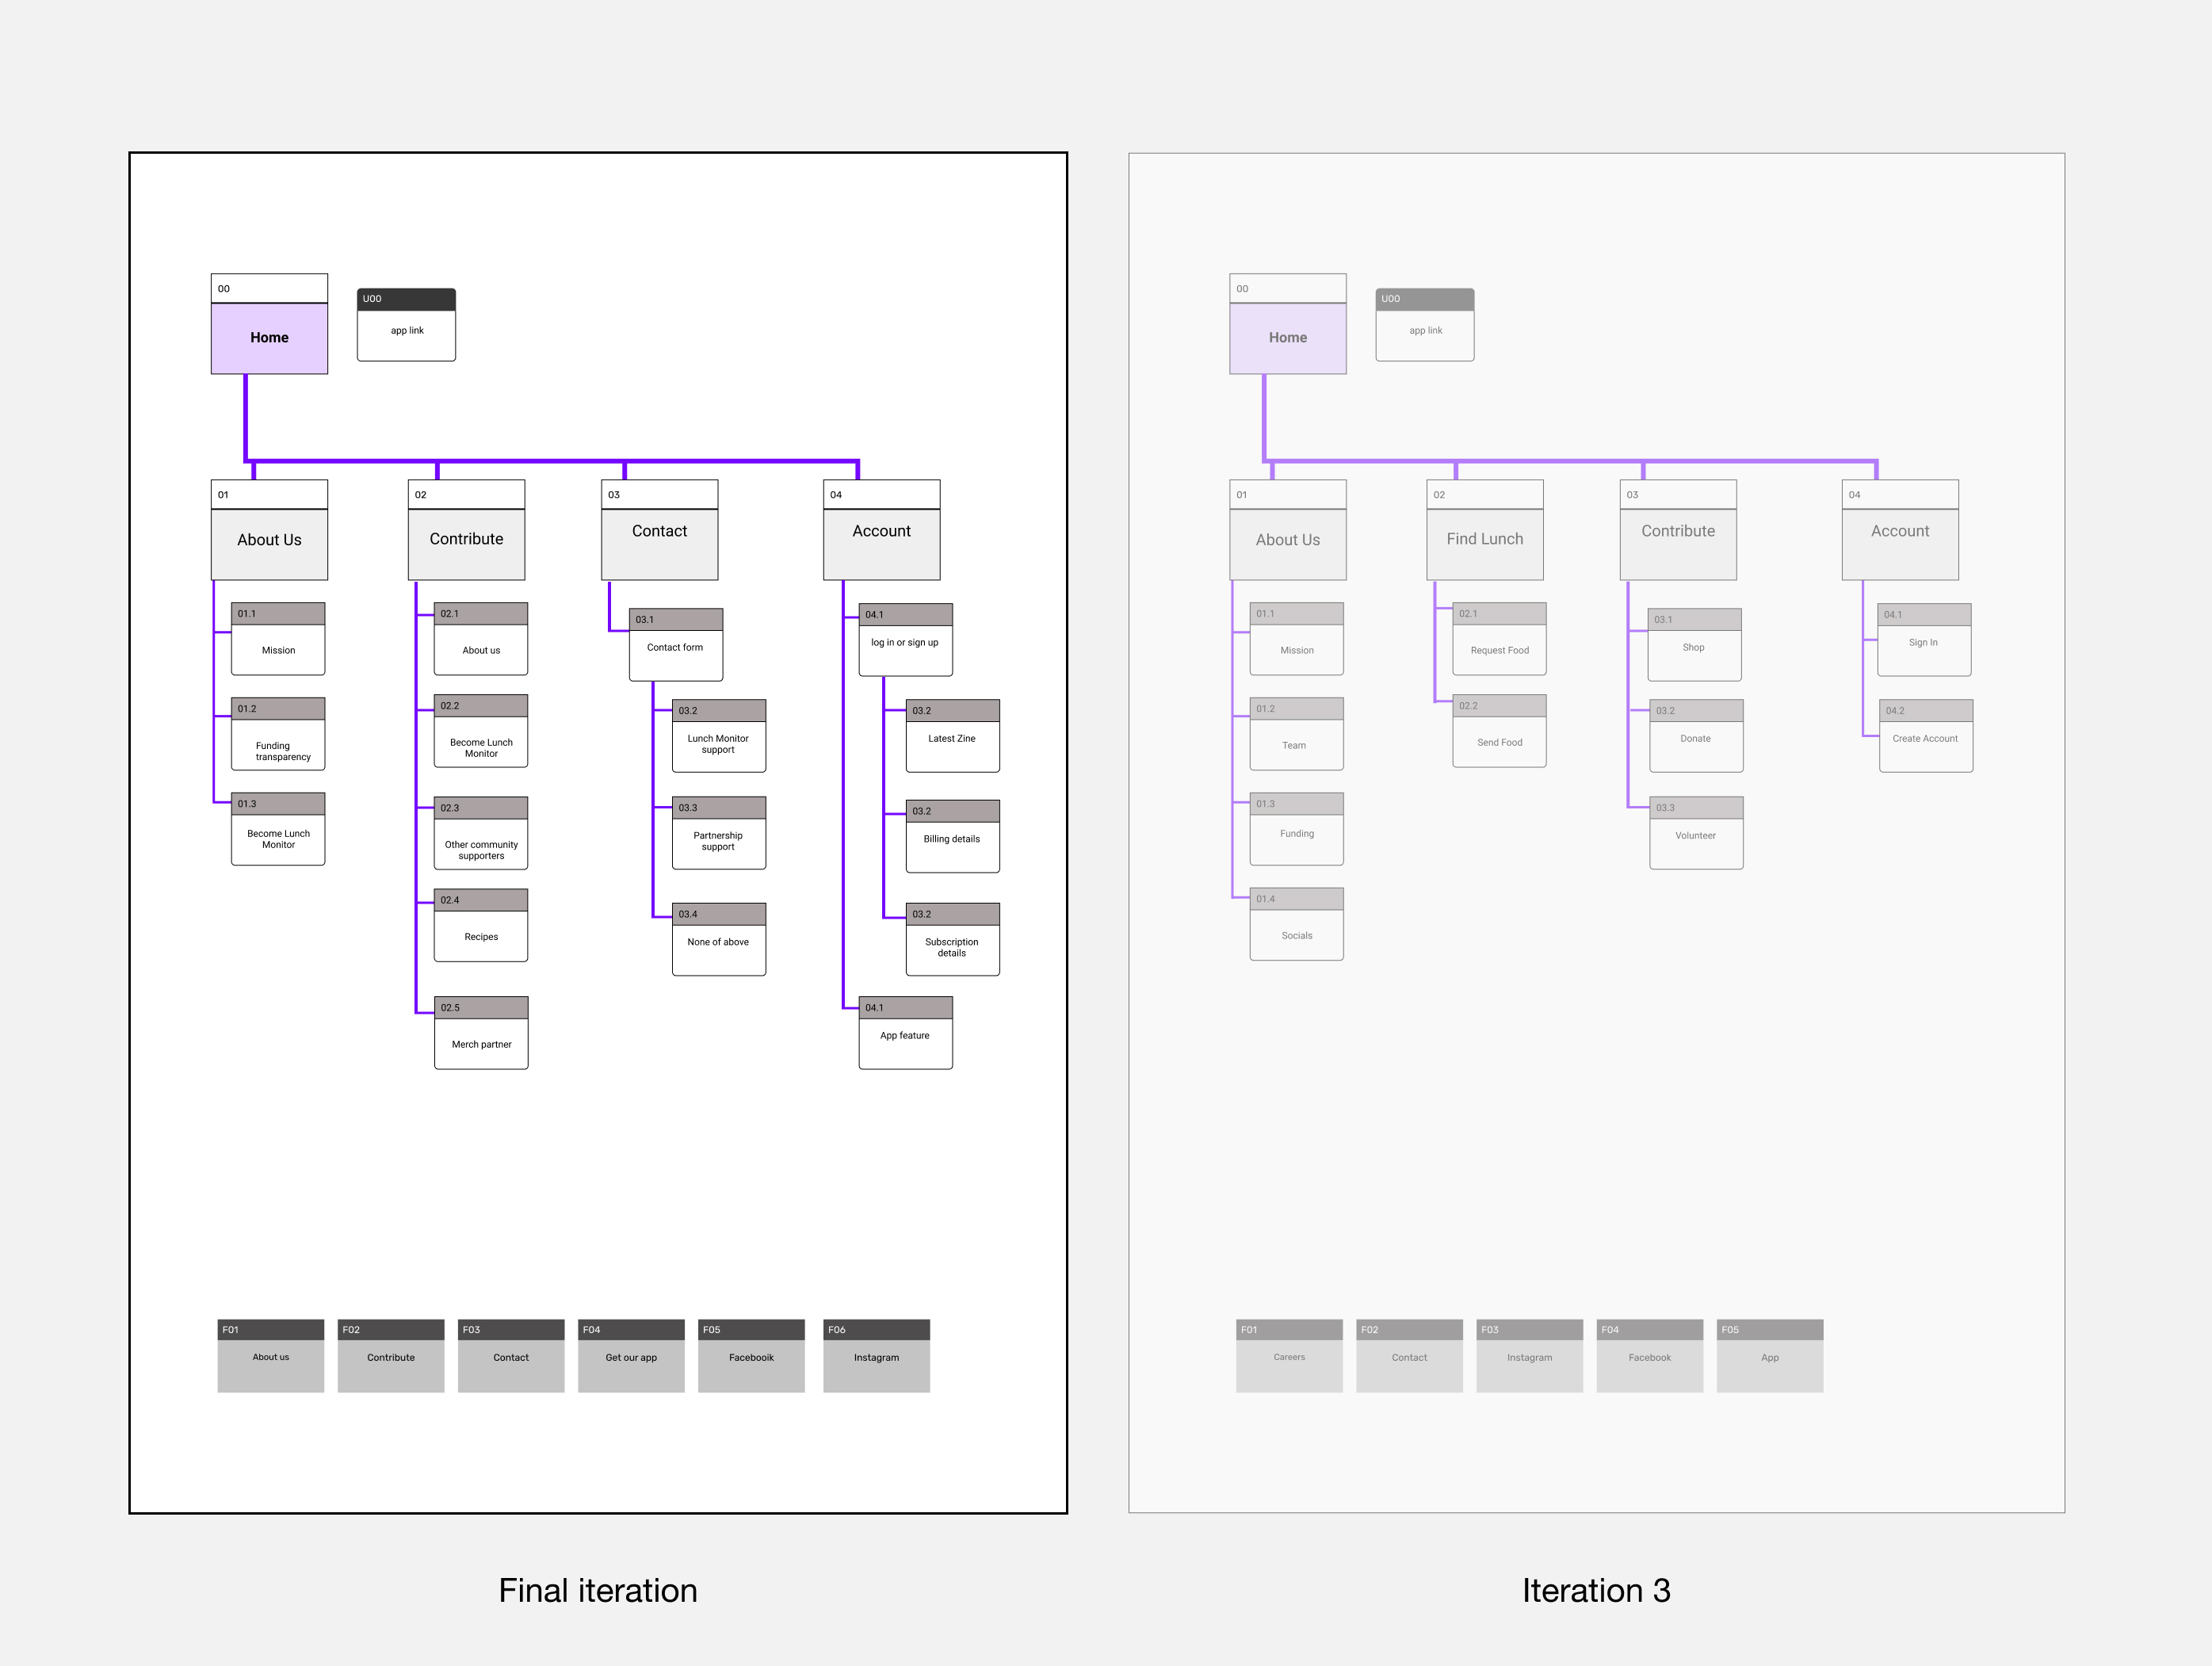 00
Home
U00
app link
01
About Us
01.1
Mission
01.2
Funding
transparency
01.3
Become Lunch
Monitor
02
Contribute
02.1
About us
02.2
Become Lunch
Monitor
02.3
Other community
supporters
02.4
Recipes
02.5
Merch partner
03
Contact
03.1
Contact form
03.2
Lunch Monitor
support
03.3
Partnership
support
03.4
None of above
04
Account
04.1
log in or sign up
03.2
Latest Zine
03.2
Billing details
03.2
Subscription
details
04.1
App feature
F01
About us
F02
Contribute
F03
Contact
F04
Get our app
F05
Facebooik
F06
Instagram
Final iteration
00
Home
U00
app link
01
About Us
01.1
Mission
01.2
Team
01.3
Funding
01.4
Socials
02
Find Lunch
02.1
Request Food
02.2
Send Food
03
Contribute
03.1
Shop
03.2
Donate
03.3
Volunteer
04
Account
04.1
Sign In
04.2
Create Account
F01
Careers
F02
Contact
F03
Instagram
F04
Facebook
F05
App
Iteration 3